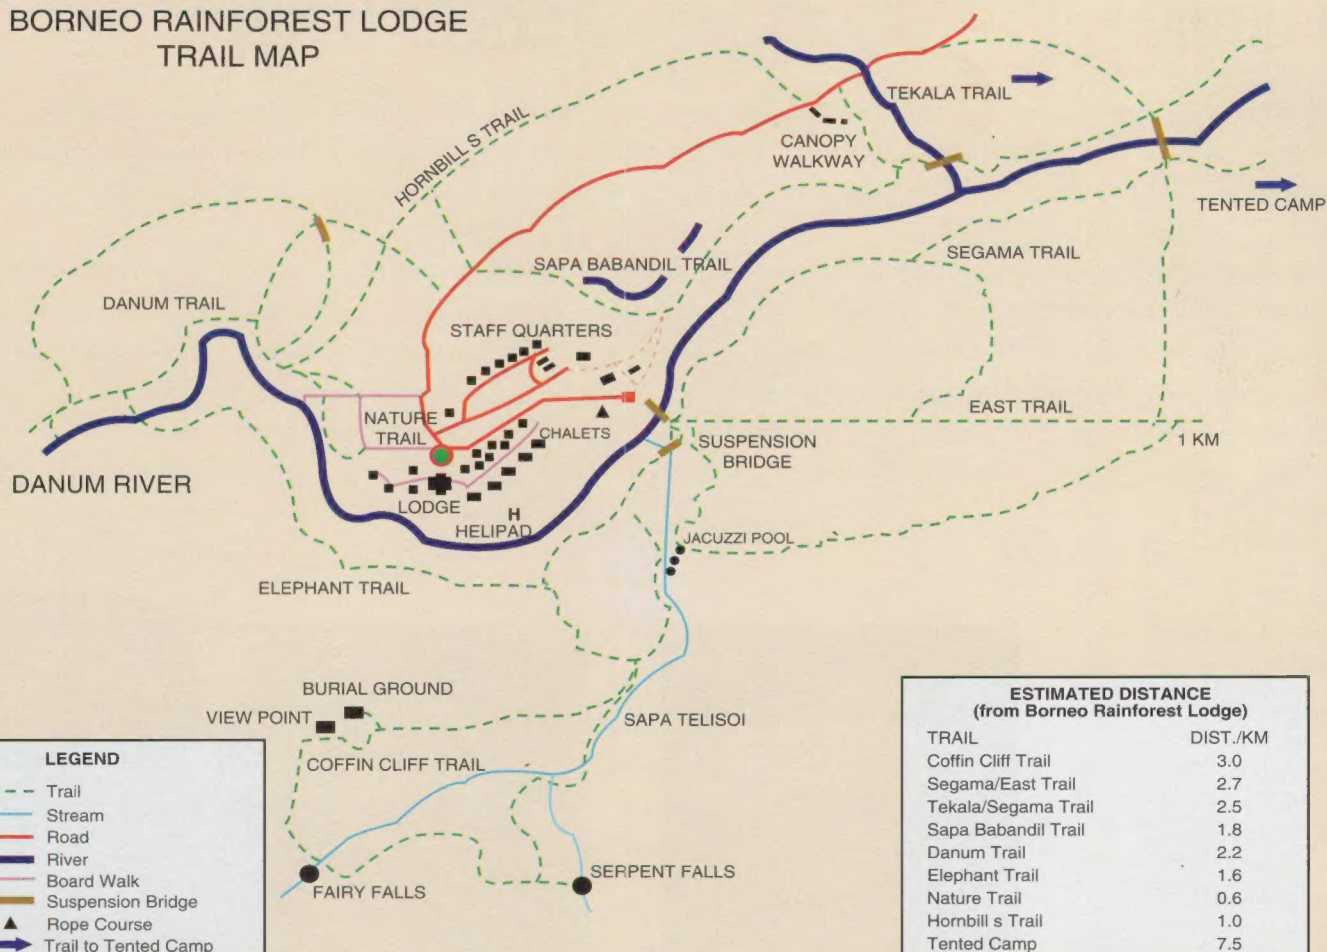 BORNEO RAINFOREST LODGE
TRAIL MAP
HORNBILL S TRAIL
TEKALA TRAIL
CANOPY
WALKWAY
TENTED CAMP
SEGAMA TRAIL
SAPA BABANDIL TRAIL
DANUM TRAIL
STAFF QUARTERS
NATURE
TRAIL
CHALETS
EAST TRAIL
1 KM
SUSPENSION
BRIDGE
DANUM RIVER
LODGE
H
HELIPAD
JACUZZI POOL
ELEPHANT TRAIL
BURIAL GROUND
VIEW POINT
SAPA TELISOI
COFFIN CLIFF TRAIL
FAIRY FALLS
SERPENT FALLS
LEGEND
Trail
Stream
Road
River
Board Walk
Suspension Bridge
Rope Course
Trail to Tented Camp
ESTIMATED DISTANCE
(from Borneo Rainforest Lodge)
TRAIL DIST./KM
Coffin Cliff Trail 3.0
Segama/East Trail 2.7
Tekala/Segama Trail 2.5
Sapa Babandil Trail 1.8
Danum Trail 2.2
Elephant Trail 1.6
Nature Trail 0.6
Hornbill s Trail 1.0
Tented Camp 7.5